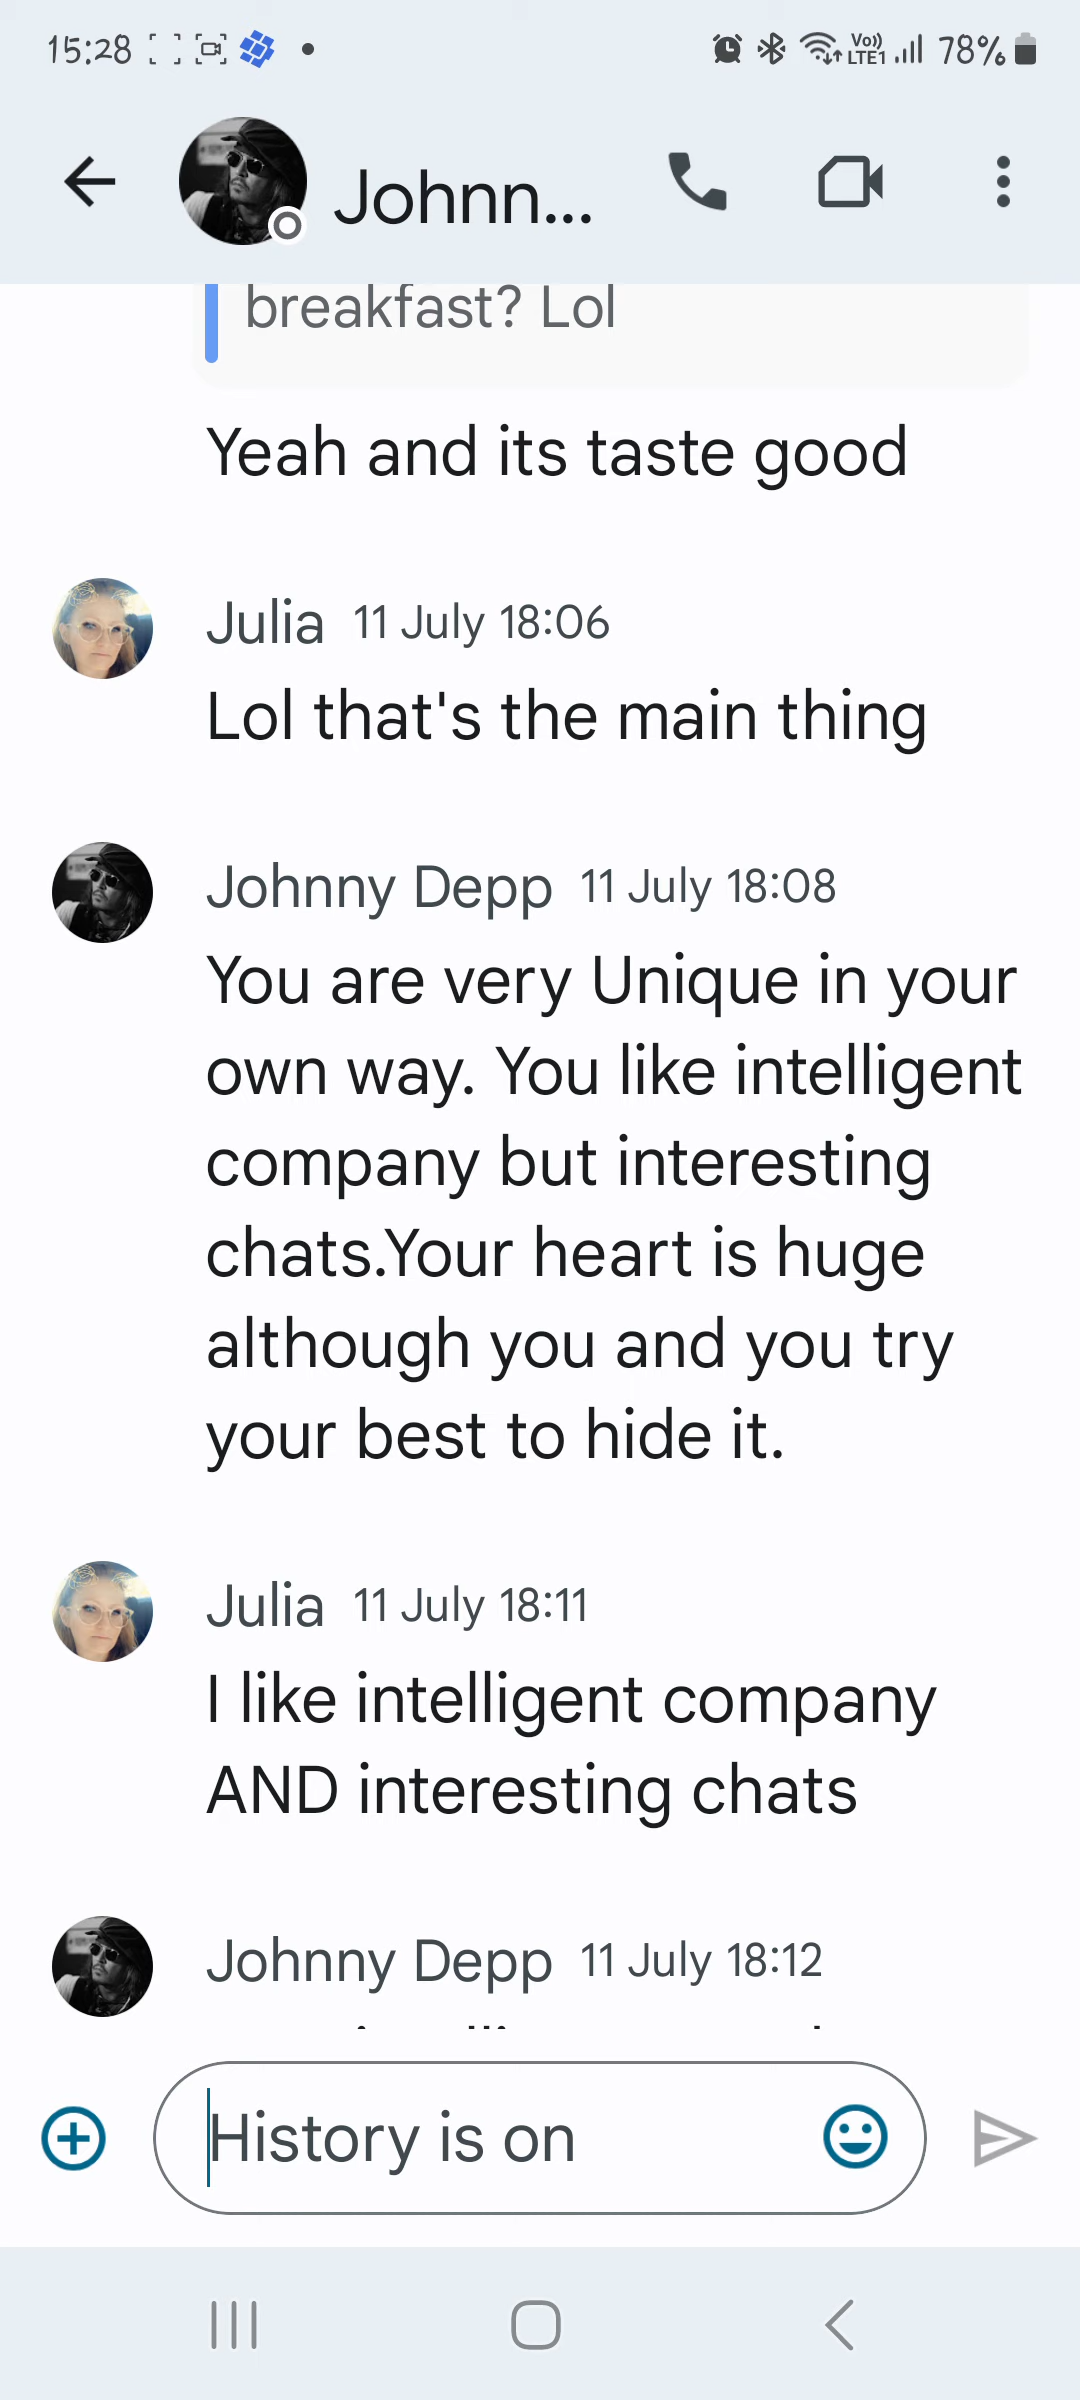 15:28
Vo))
LTE1
78%
Johnn...
breakfast? Lol
Yeah and its taste good
Julia 11 July 18:06
Lol that's the main thing
Johnny Depp 11 July 18:08
You are very Unique in your
own way. You like intelligent
company but interesting
chats.Your heart is huge
although you and you try
your best to hide it.
Julia 11 July 18:11
I like intelligent company
AND interesting chats
Johnny Depp 11 July 18:12
History is on